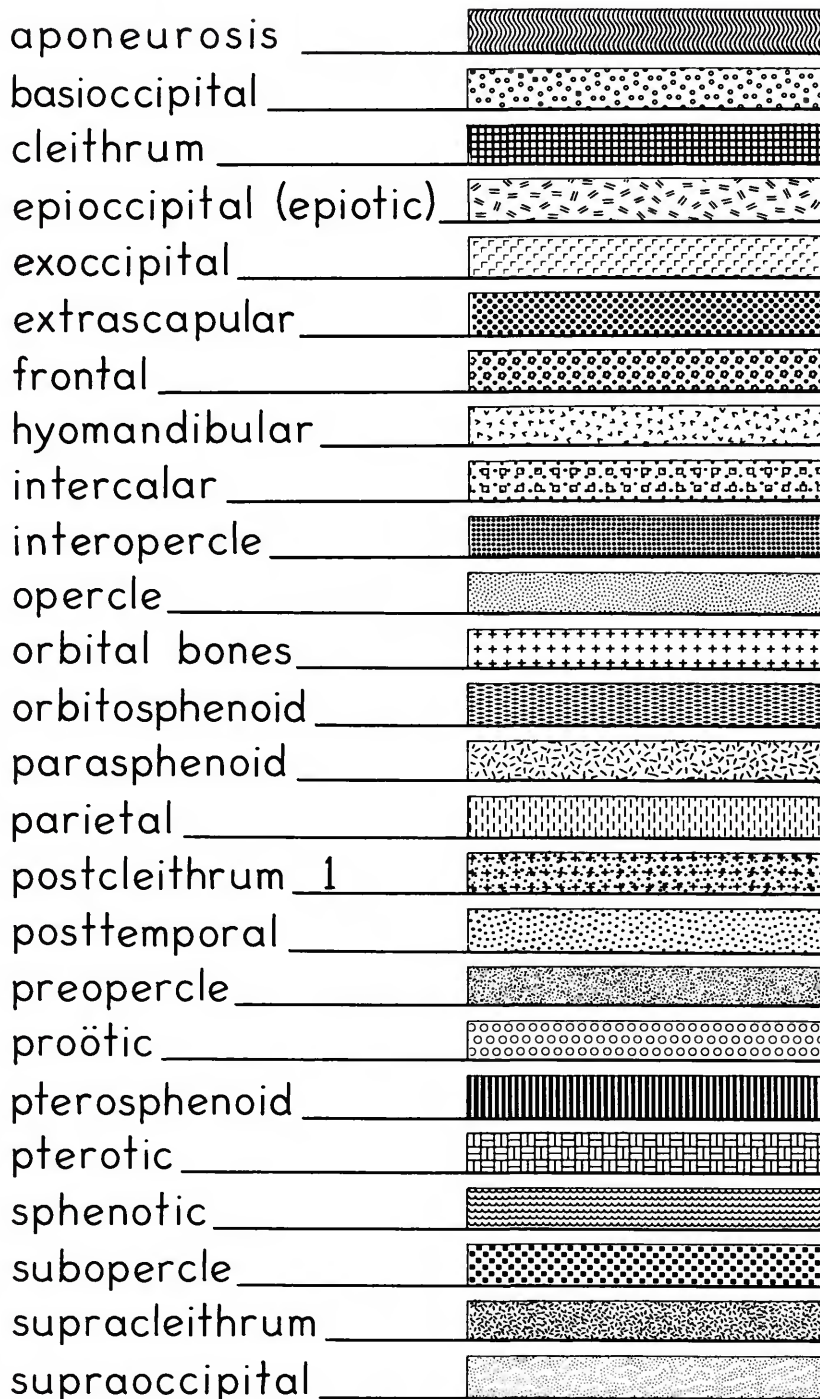 aponeurosis
basioccipital
cleithrum
epioccipital (epiotic)
exoccipital
extrascapular
frontal
hyomandibular
intercalar
interopercle
opercle
orbital bones
orbitosphenoid
parasphenoid
parietal
postcleithrum 1
posttemporal
preopercle
proötic
pterosphenoid
pterotic
sphenotic
subopercle
supracleithrum
supraoccipital